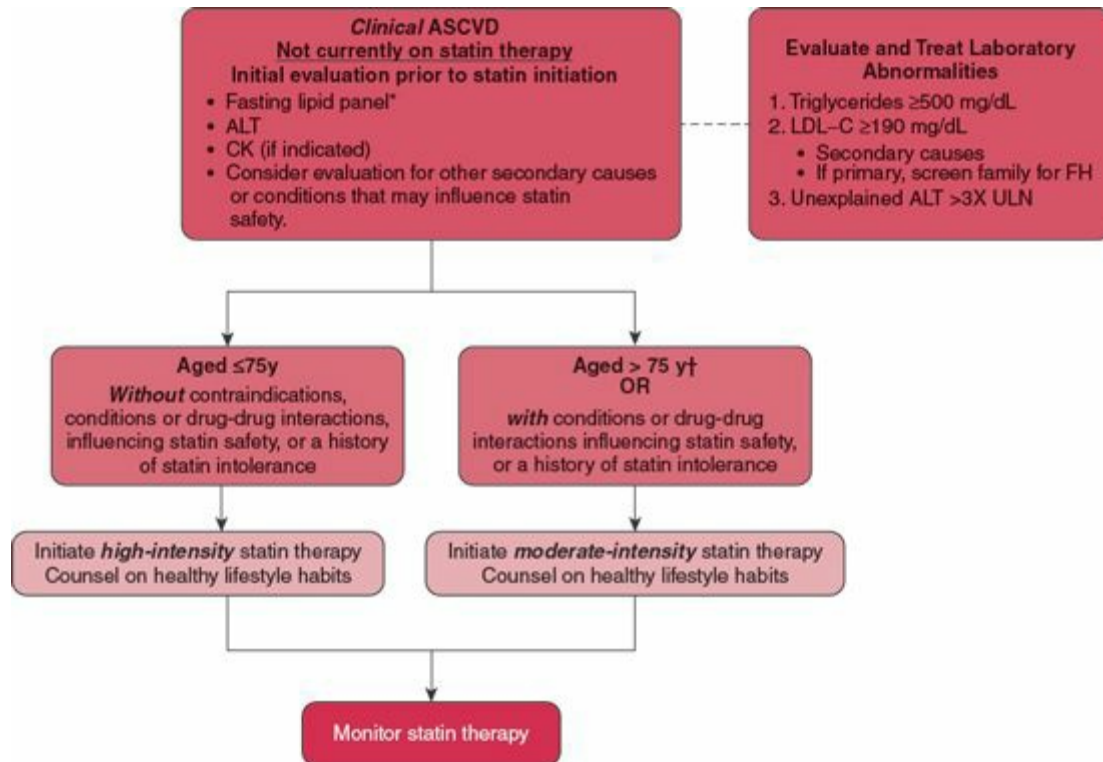 Clinical ASCVD
Not currently on statin therapy
Initial evaluation prior to statin initiation
• Fasting lipid panel*
• ALT
• CK (if indicated)
• Consider evaluation for other secondary causes
or conditions that may influence statin
safety.
Evaluate and Treat Laboratory
Abnormalities
1. Triglycerides ≥500 mg/dL
2. LDL–C ≥190 mg/dL
• Secondary causes
• If primary, screen family for FH
3. Unexplained ALT >3X ULN
Aged ≤75y
Without contraindications,
conditions or drug-drug interactions,
influencing statin safety, or a history
of statin intolerance
Aged > 75 y†
OR
with conditions or drug-drug
interactions influencing statin safety,
or a history of statin intolerance
Initiate high-intensity statin therapy
Counsel on healthy lifestyle habits
Initiate moderate-intensity statin therapy
Counsel on healthy lifestyle habits
Monitor statin therapy